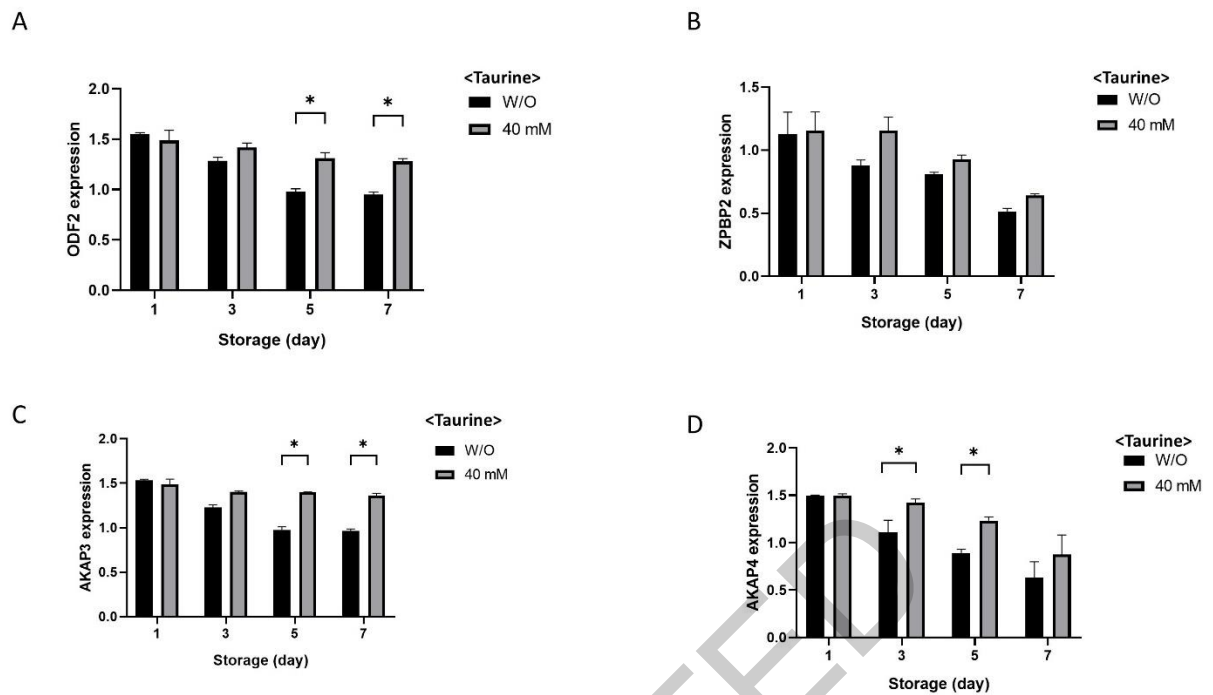 A
<Taurine>
W/O
40 mM
ODF2 expression
2.0
1.5
1.0
0.5
0.0
*
*
1
3
5
7
Storage (day)
B
<Taurine>
W/O
40 mM
ZPBP2 expression
1.5
1.0
0.5
0.0
1
3
5
7
Storage (day)
C
<Taurine>
W/O
40 mM
AKAP3 expression
2.0
1.5
1.0
0.5
0.0
*
*
1
3
5
7
Storage (day)
D
<Taurine>
W/O
40 mM
AKAP4 expression
2.0
1.5
1.0
0.5
0.0
*
*
1
3
5
7
Storage (day)
TED